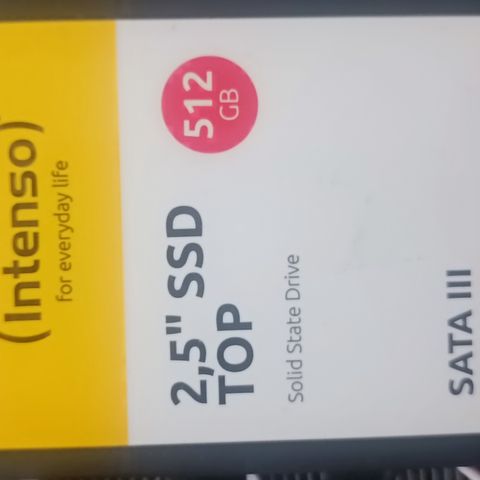 (Intenso)
for everyday life
512
GB
2,5" SSD
TOP
Solid State Drive
SATA III